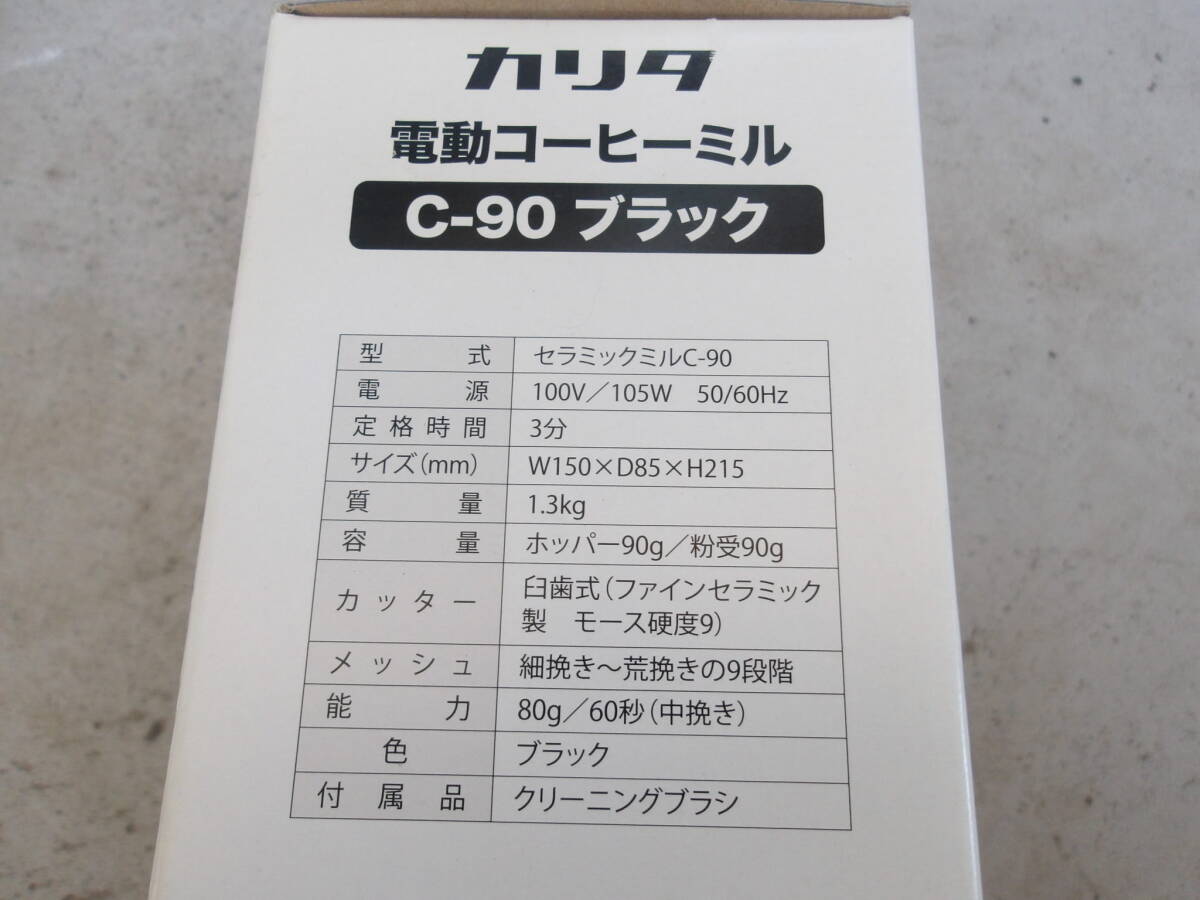 カリタ
電動コーヒーミル
C-90 ブラック
型式 セラミックミルC-90
電源 100V／105W 50/60Hz
定格時間 3分
サイズ(mm) W150×D85×H215
質量 1.3kg
容量 ホッパー90g／粉受90g
カッター 臼歯式(ファインセラミック
製 モース硬度9)
メッシュ 細挽き～荒挽きの9段階
能力 80g／60秒(中挽き)
色 ブラック
付属品 クリーニングブラシ